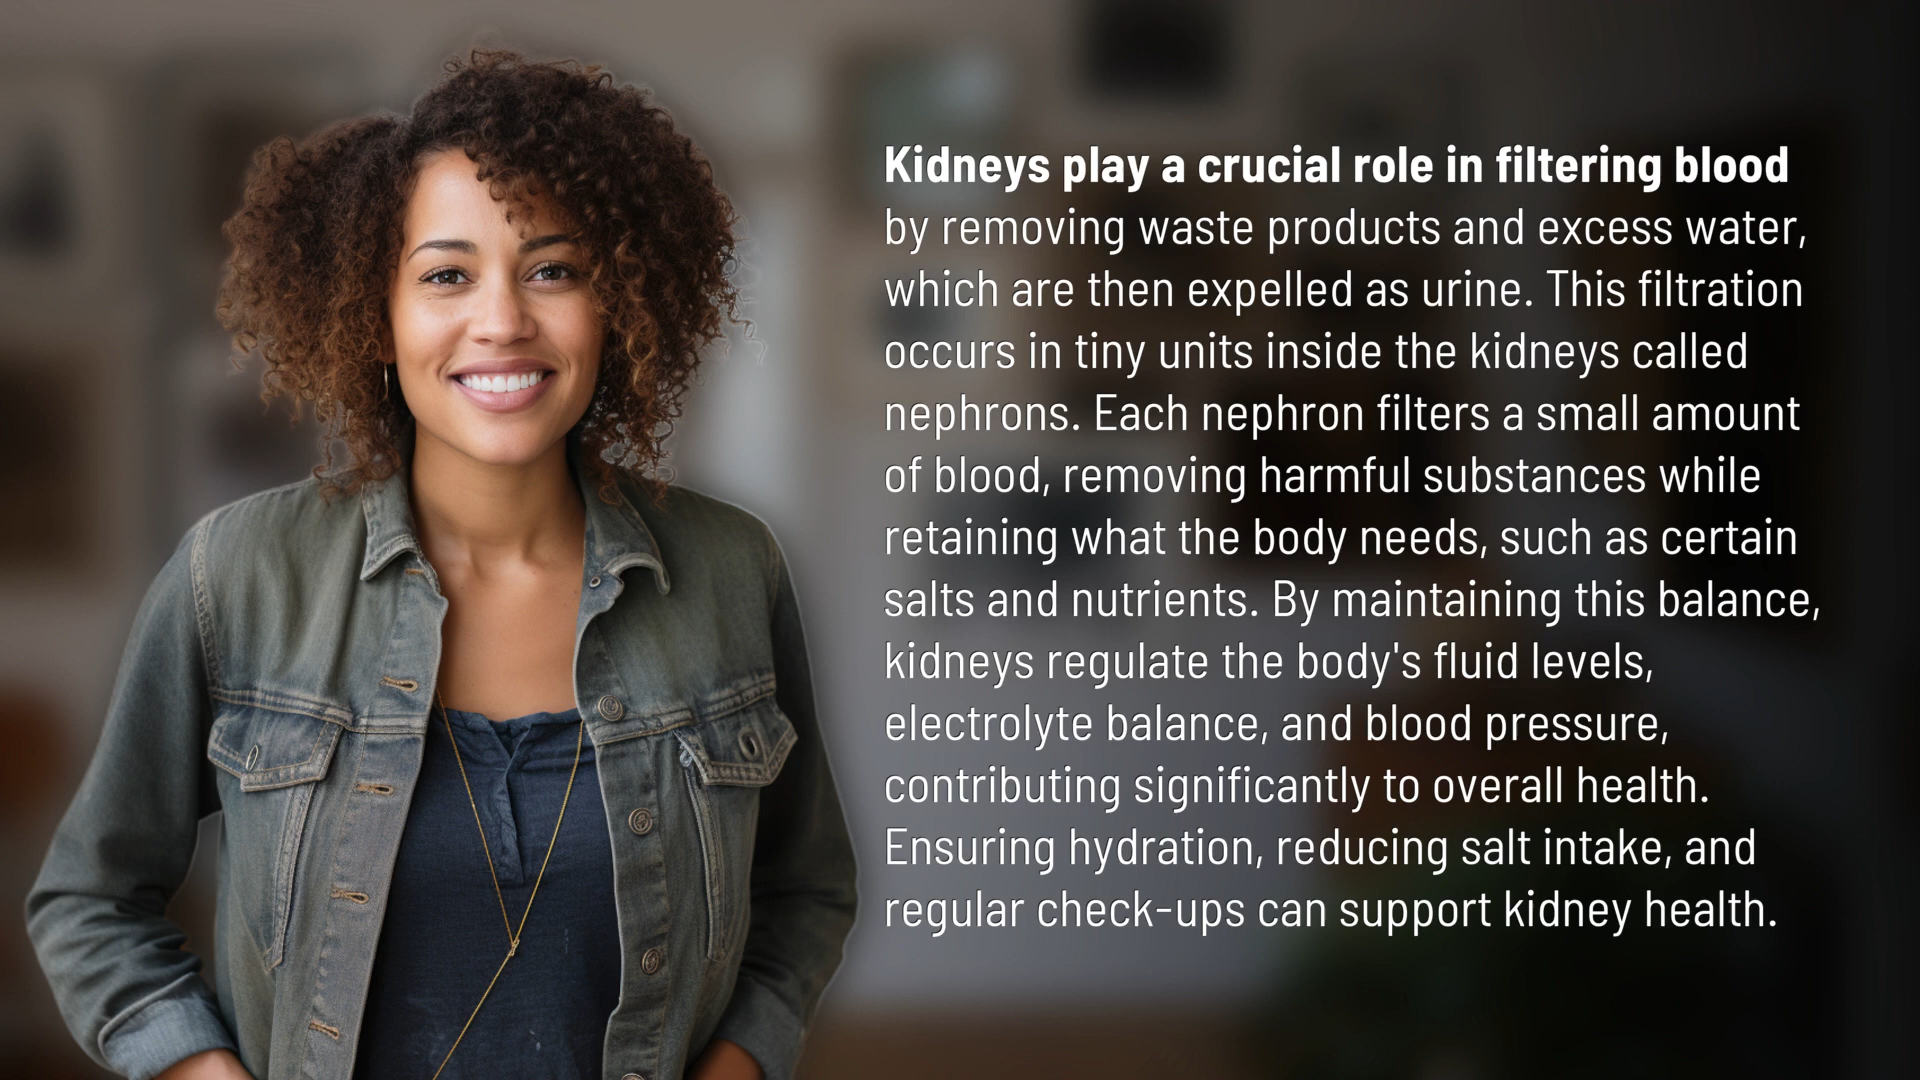 Kidneys play a crucial role in filtering blood
by removing waste products and excess water,
which are then expelled as urine. This filtration
occurs in tiny units inside the kidneys called
nephrons. Each nephron filters a small amount
of blood, removing harmful substances while
retaining what the body needs, such as certain
salts and nutrients. By maintaining this balance,
kidneys regulate the body's fluid levels,
electrolyte balance, and blood pressure,
contributing significantly to overall health.
Ensuring hydration, reducing salt intake, and
regular check-ups can support kidney health.